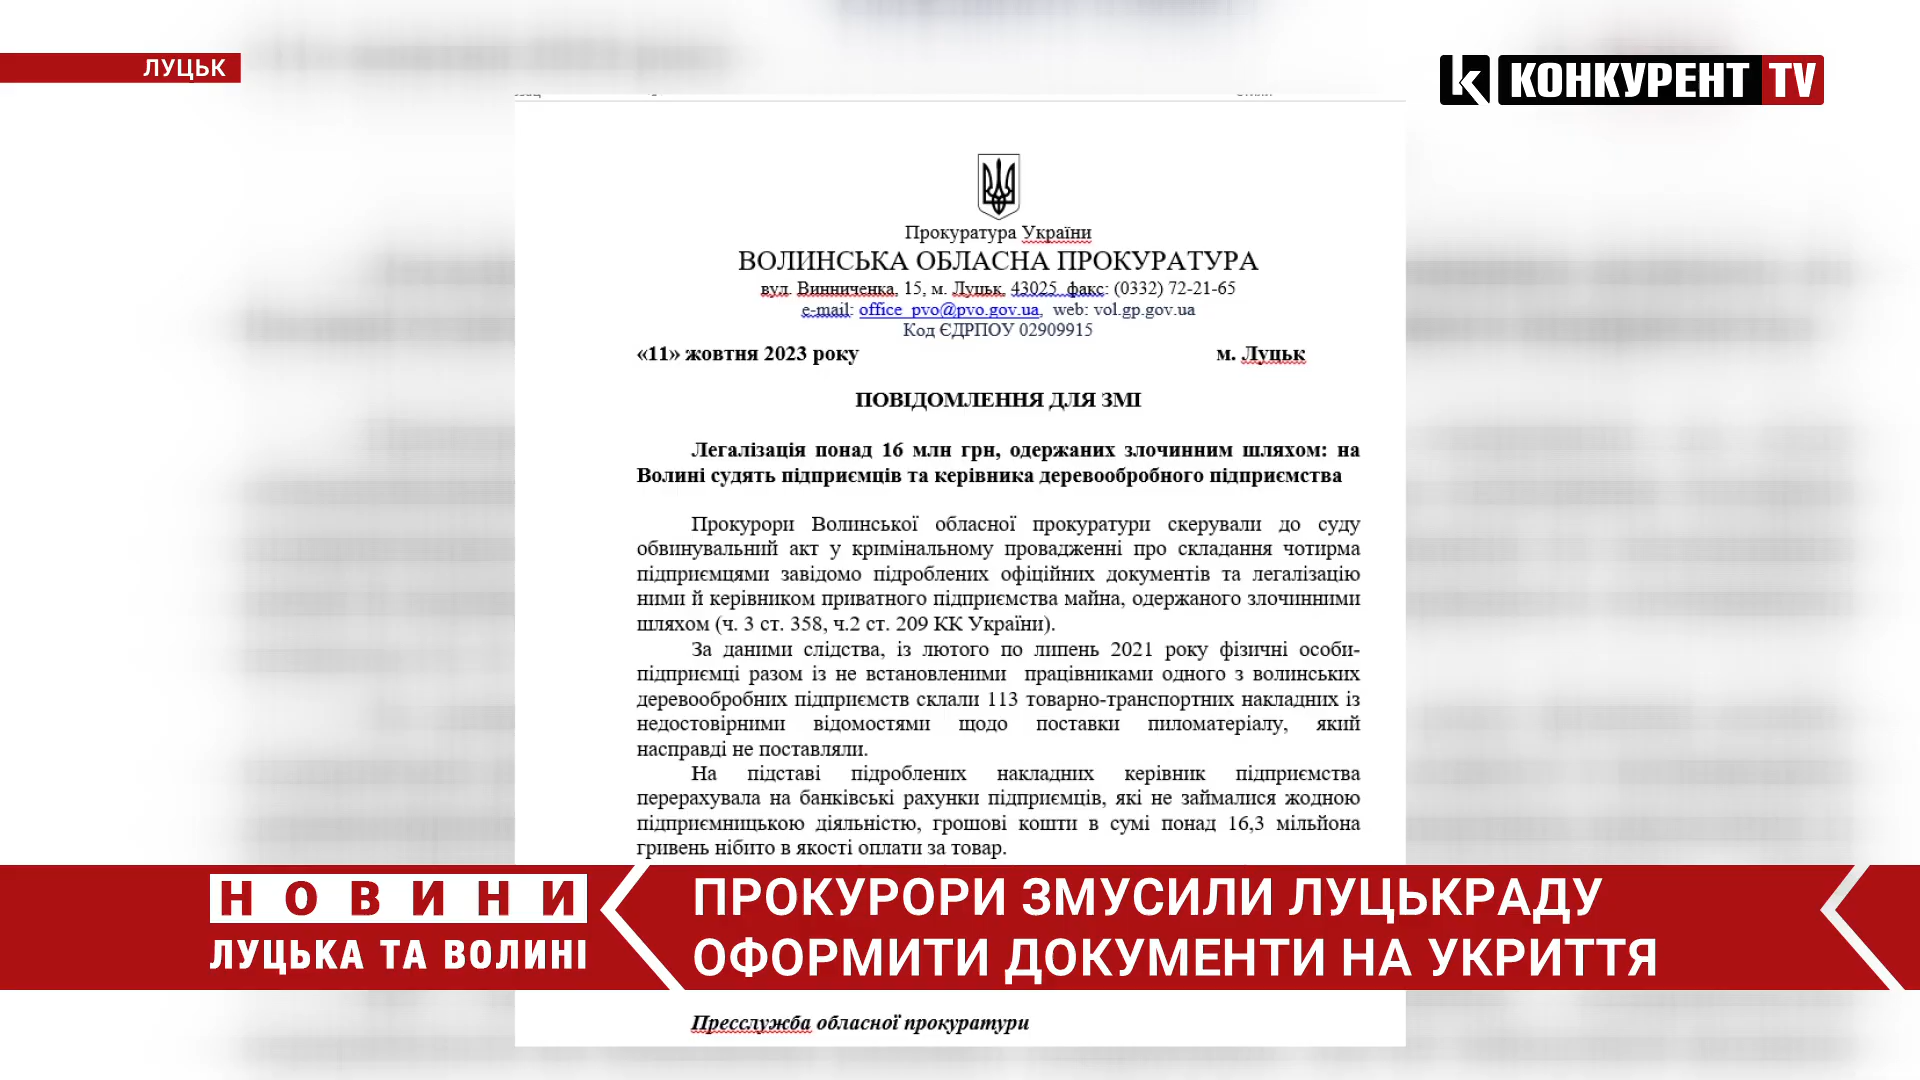 ЛУЦЬК
КОНКУРЕНТ TV
Прокуратура України
ВОЛИНСЬКА ОБЛАСНА ПРОКУРАТУРА
вул. Винниченка, 15, м. Луцьк, 43025, факс: (0332) 72-21-65
e-mail: office_pvo@pvo.gov.ua, web: vol.gp.gov.ua
Код ЄДРПОУ 02909915
«11» жовтня 2023 року м. Луцьк
ПОВІДОМЛЕННЯ ДЛЯ ЗМІ
Легалізація понад 16 млн грн, одержаних злочинним шляхом: на
Волині судять підприємців та керівника деревообробного підприємства
Прокурори Волинської обласної прокуратури скерували до суду
обвинувальний акт у кримінальному провадженні про складання чотирма
підприємцями завідомо підроблених офіційних документів та легалізацію
ними й керівником приватного підприємства майна, одержаного злочинними
шляхом (ч. 3 ст. 358, ч.2 ст. 209 КК України).
За даними слідства, із лютого по липень 2021 року фізичні особи-
підприємці разом із не встановленими працівниками одного з волинських
деревообробних підприємств склали 113 товарно-транспортних накладних із
недостовірними відомостями щодо поставки пиломатеріалу, який
насправді не поставляли.
На підставі підроблених накладних керівник підприємства
перерахувала на банківські рахунки підприємців, які не займалися жодною
підприємницькою діяльністю, грошові кошти в сумі понад 16,3 мільйона
гривень нібито в якості оплати за товар.
НОВИНИ
ЛУЦЬКА ТА ВОЛИНІ
ПРОКУРОРИ ЗМУСИЛИ ЛУЦЬКРАДУ
ОФОРМИТИ ДОКУМЕНТИ НА УКРИТТЯ
Пресслужба обласної прокуратури